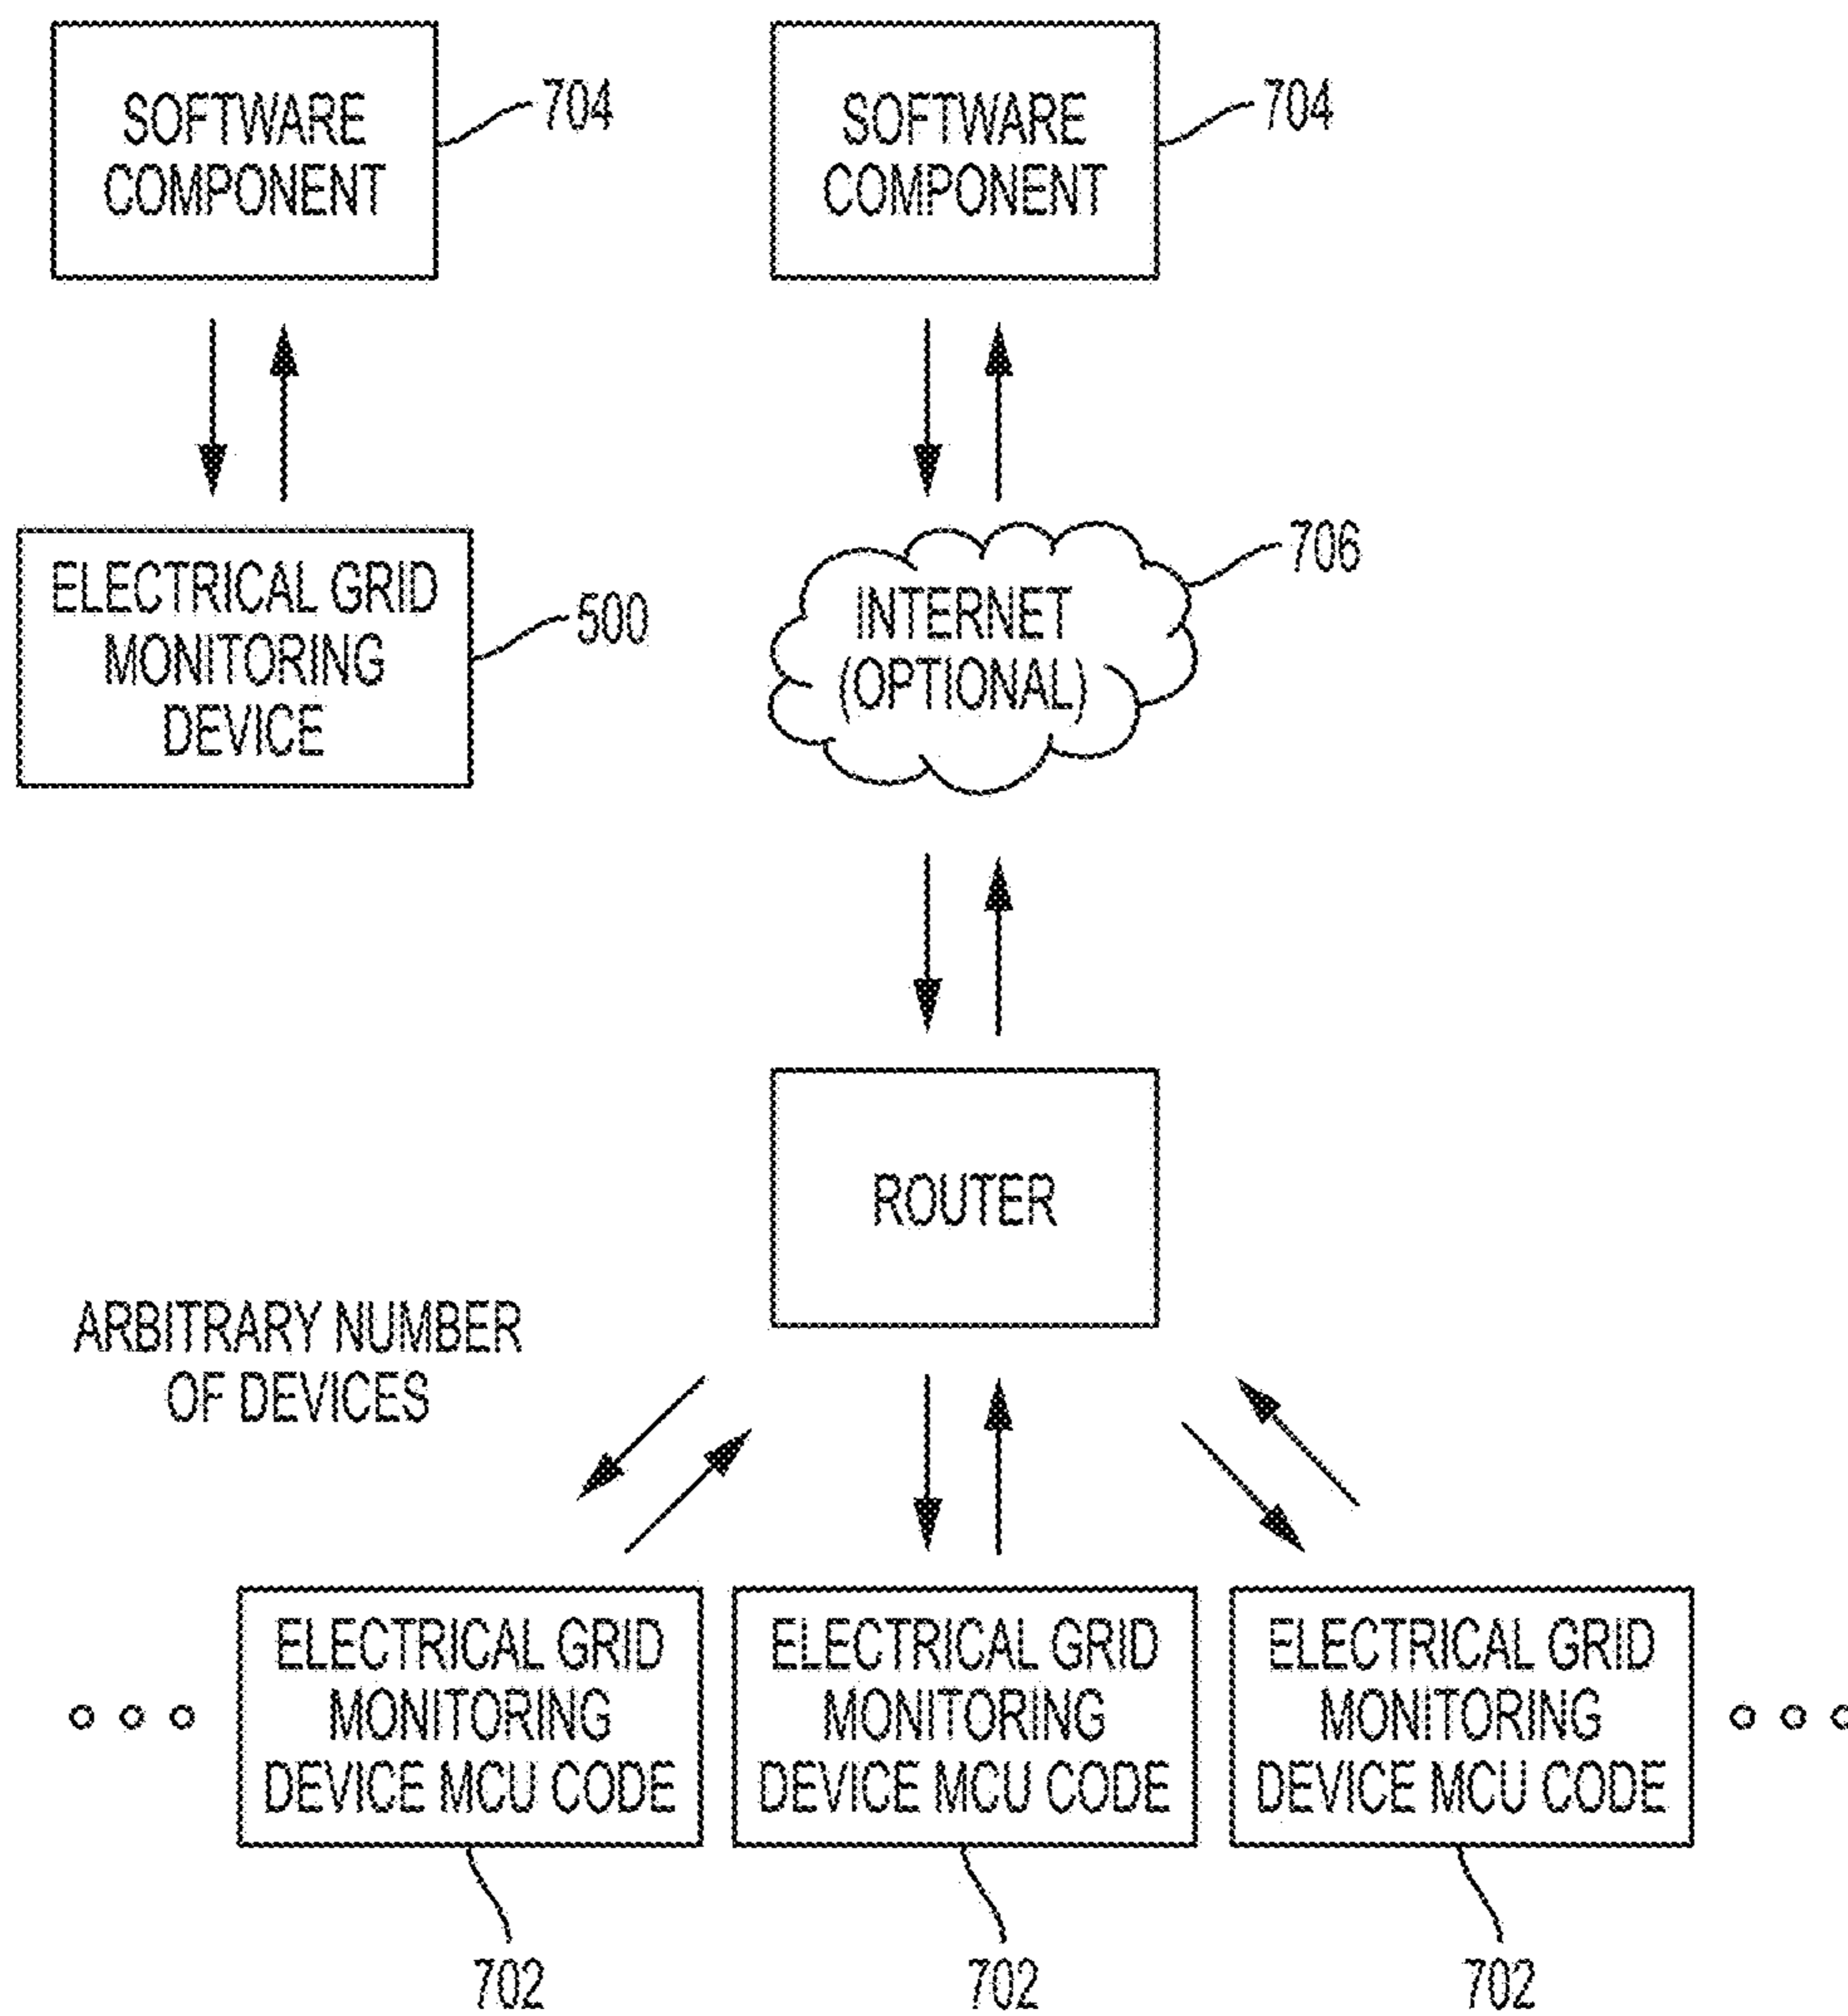 SOFTWARE
COMPONENT
704
SOFTWARE
COMPONENT
704
ELECTRICAL GRID
MONITORING
DEVICE
500
INTERNET
(OPTIONAL)
706
ROUTER
ARBITRARY NUMBER
OF DEVICES
ELECTRICAL GRID
MONITORING
DEVICE MCU CODE
702
ELECTRICAL GRID
MONITORING
DEVICE MCU CODE
702
ELECTRICAL GRID
MONITORING
DEVICE MCU CODE
702